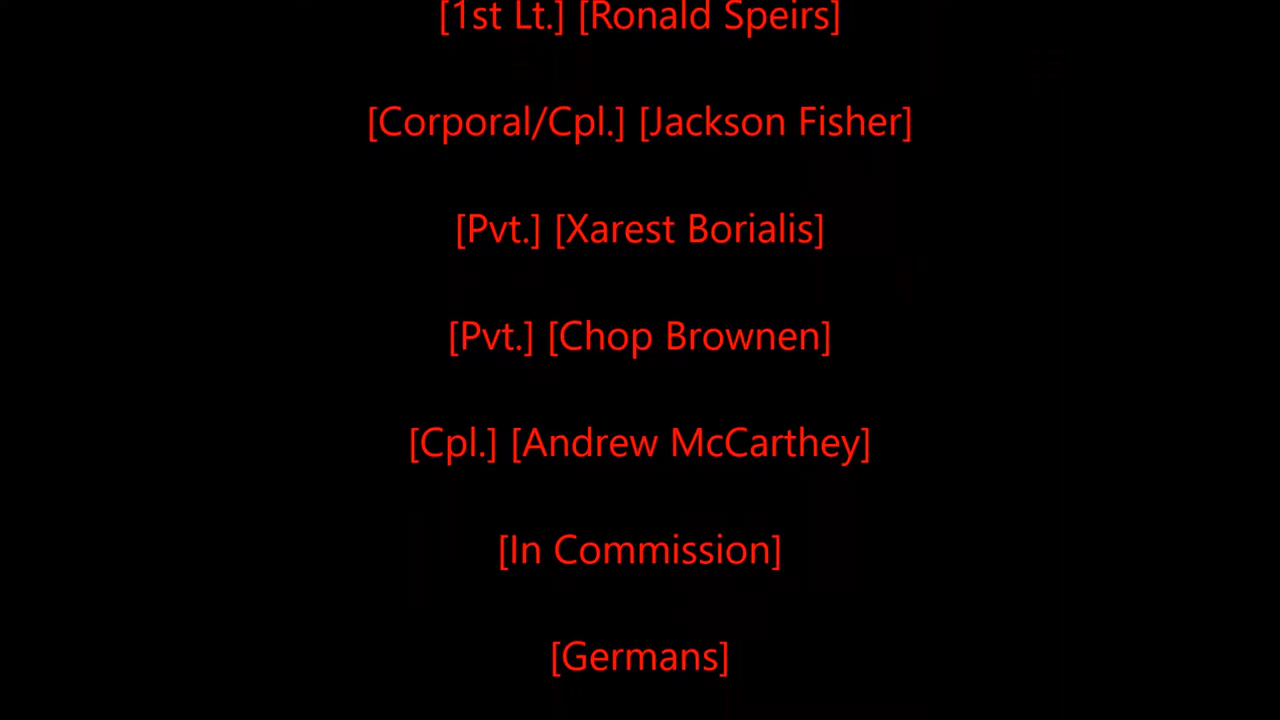 [1st Lt.] [Ronald Speirs]
[Corporal/Cpl.] [Jackson Fisher]
[Pvt.] [Xarest Borialis]
[Pvt.] [Chop Brownen]
[Cpl.] [Andrew McCarthey]
[In Commission]
[Germans]